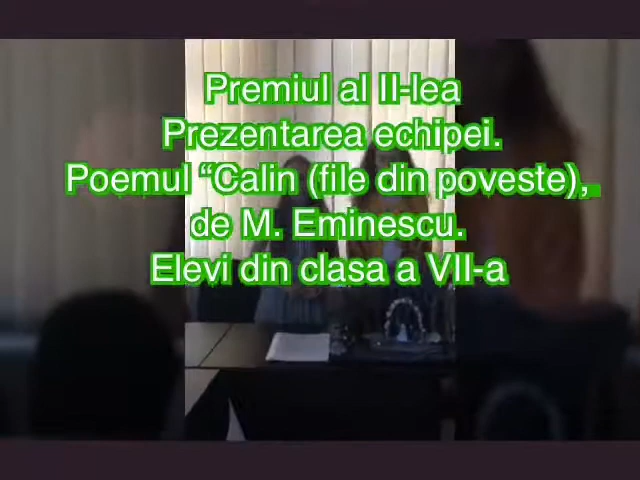 Premiul al II-lea
Prezentarea echipei.
Poemul “Calin (file din poveste),
de M. Eminescu.
Elevi din clasa a VII-a